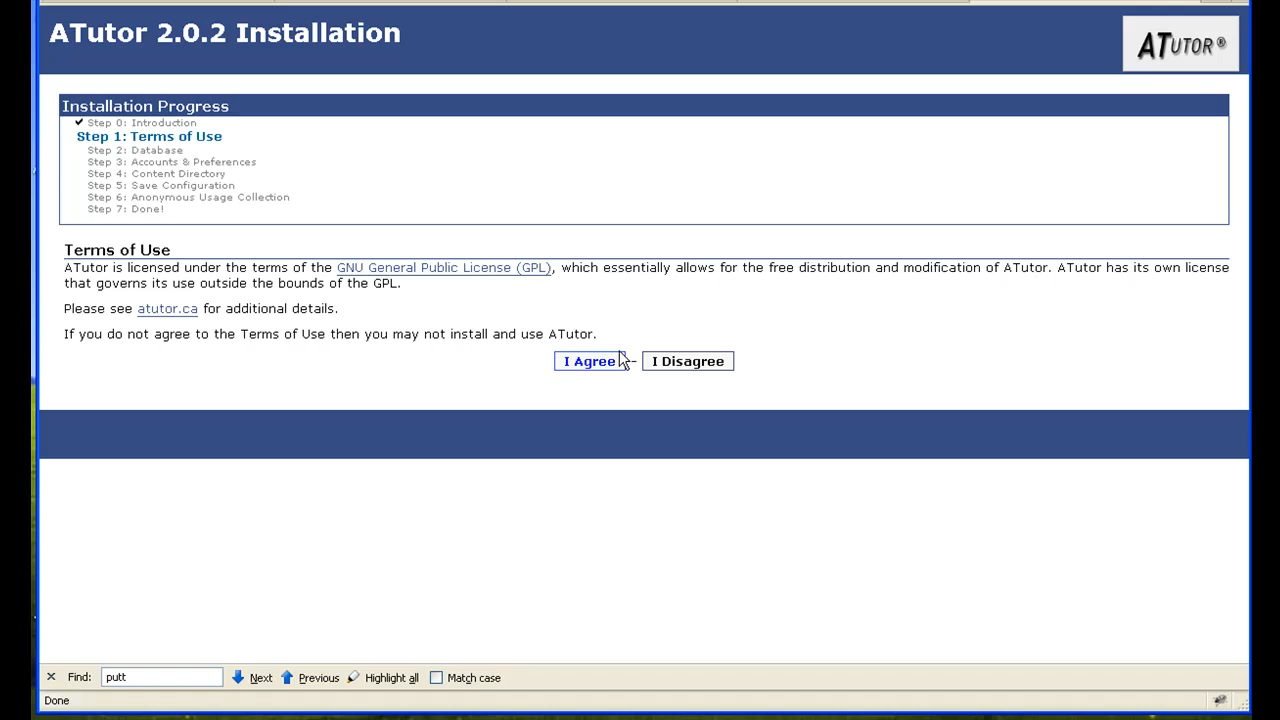 ATutor 2.0.2 Installation
ATUTOR®
Installation Progress
Step 0: Introduction
Step 1: Terms of Use
Step 2: Database
Step 3: Accounts & Preferences
Step 4: Content Directory
Step 5: Save Configuration
Step 6: Anonymous Usage Collection
Step 7: Done!
Terms of Use
ATutor is licensed under the terms of the GNU General Public License (GPL), which essentially allows for the free distribution and modification of ATutor. ATutor has its own license
that governs its use outside the bounds of the GPL.
Please see atutor.ca for additional details.
If you do not agree to the Terms of Use then you may not install and use ATutor.
I Agree - I Disagree
Find: putt Next Previous Highlight all Match case
Done